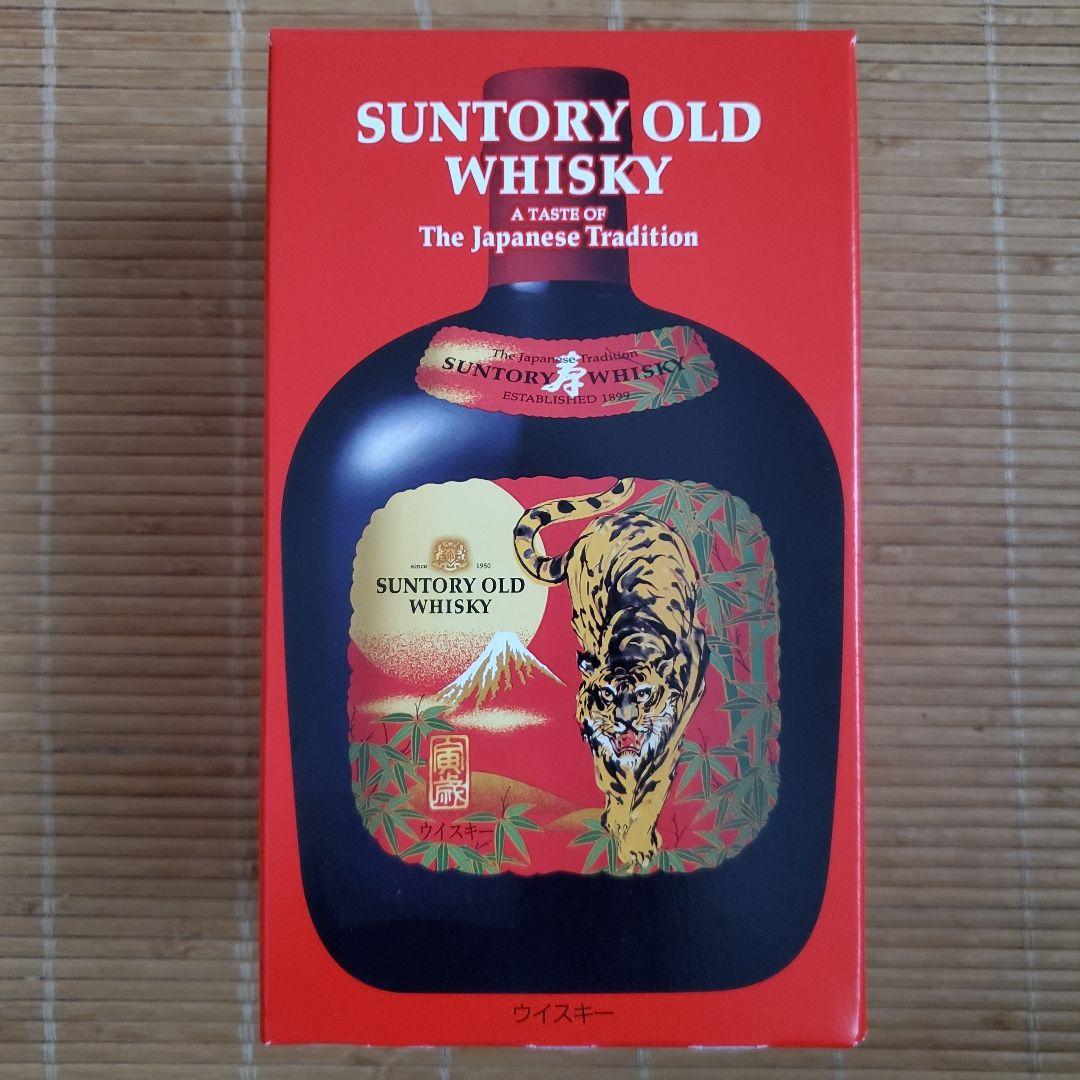 SUNTORY OLD
WHISKY
A TASTE OF
The Japanese Tradition
The Japanese Tradition
SUNTORY 寿 WHISKY
ESTABLISHED 1899
since 1950
SUNTORY OLD
WHISKY
寅歳
ウイスキー
ウイスキー